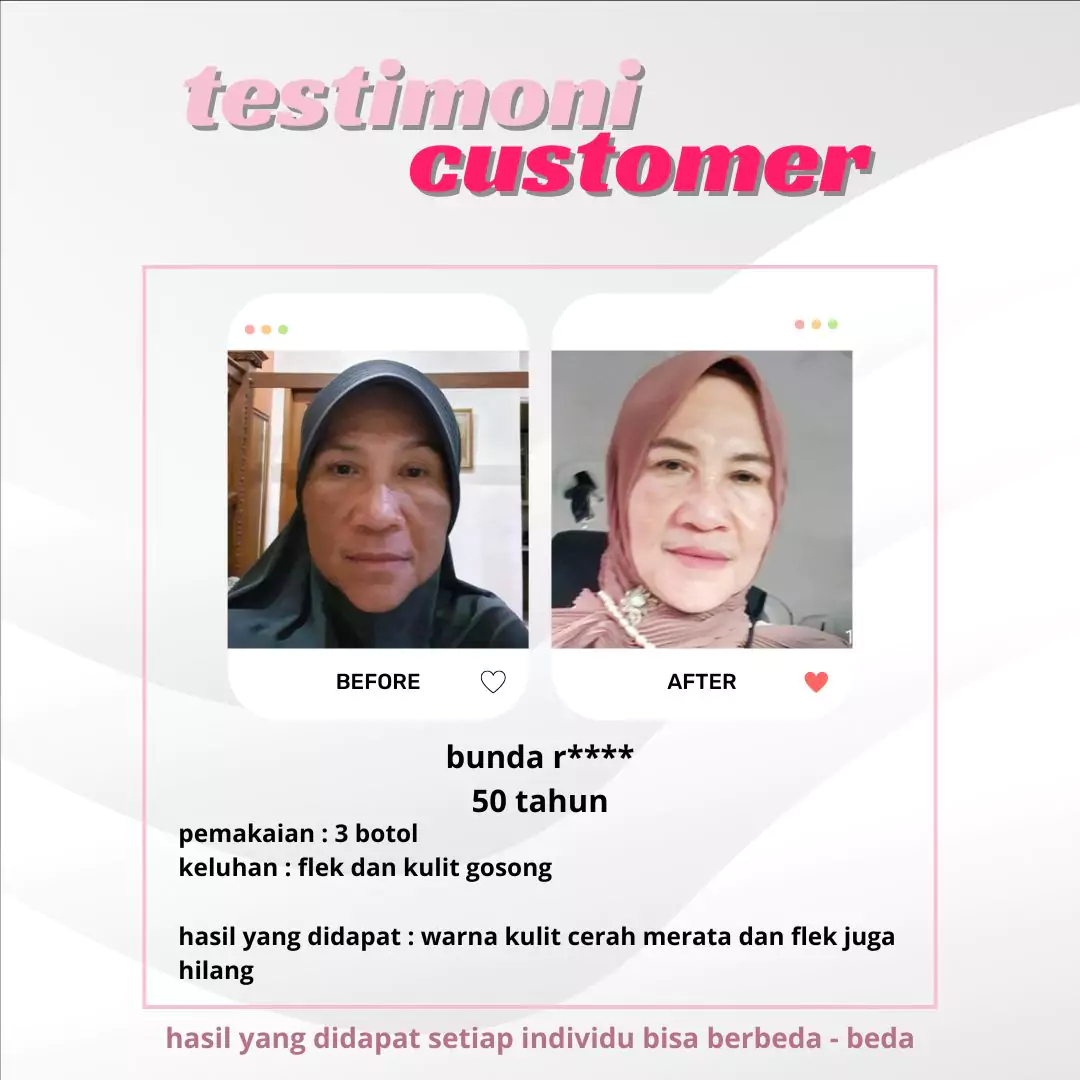 testimoni
customer
BEFORE
AFTER
bunda r****
50 tahun
pemakaian : 3 botol
keluhan : flek dan kulit gosong
hasil yang didapat : warna kulit cerah merata dan flek juga
hilang
hasil yang didapat setiap individu bisa berbeda - beda